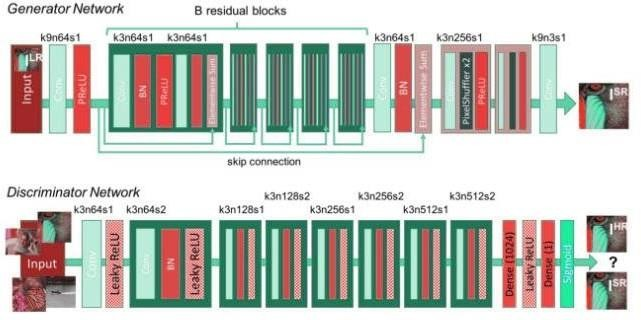 Generator Network
B residual blocks
k9n64s1 k3n64s1 k3n64s1 k3n64s1 k3n256s1 k9n3s1
I LR
Input
Conv
PReLU
Conv
BN
PReLU
Elementwise Sum
Conv
BN
Elementwise Sum
Conv
PixelShuffler x2
PReLU
Conv
I SR
skip connection
Discriminator Network
k3n128s2 k3n256s2 k3n512s2
k3n64s1 k3n64s2 k3n128s1 k3n256s1 k3n512s1
Input
Conv
Leaky ReLU
Conv
BN
Leaky ReLU
Dense (1024)
Leaky ReLU
Dense (1)
Sigmoid
I HR
?
I SR